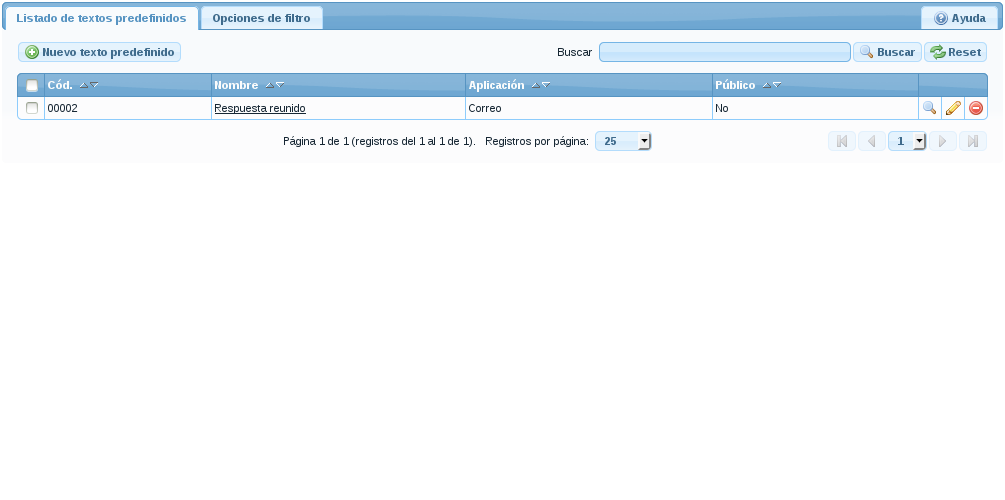 Listado de textos predefinidos Opciones de filtro Ayuda
Nuevo texto predefinido Buscar Buscar Reset
Cód. Nombre Aplicación Público
00002 Respuesta reunido Correo No
Página 1 de 1 (registros del 1 al 1 de 1). Registros por página: 25 1